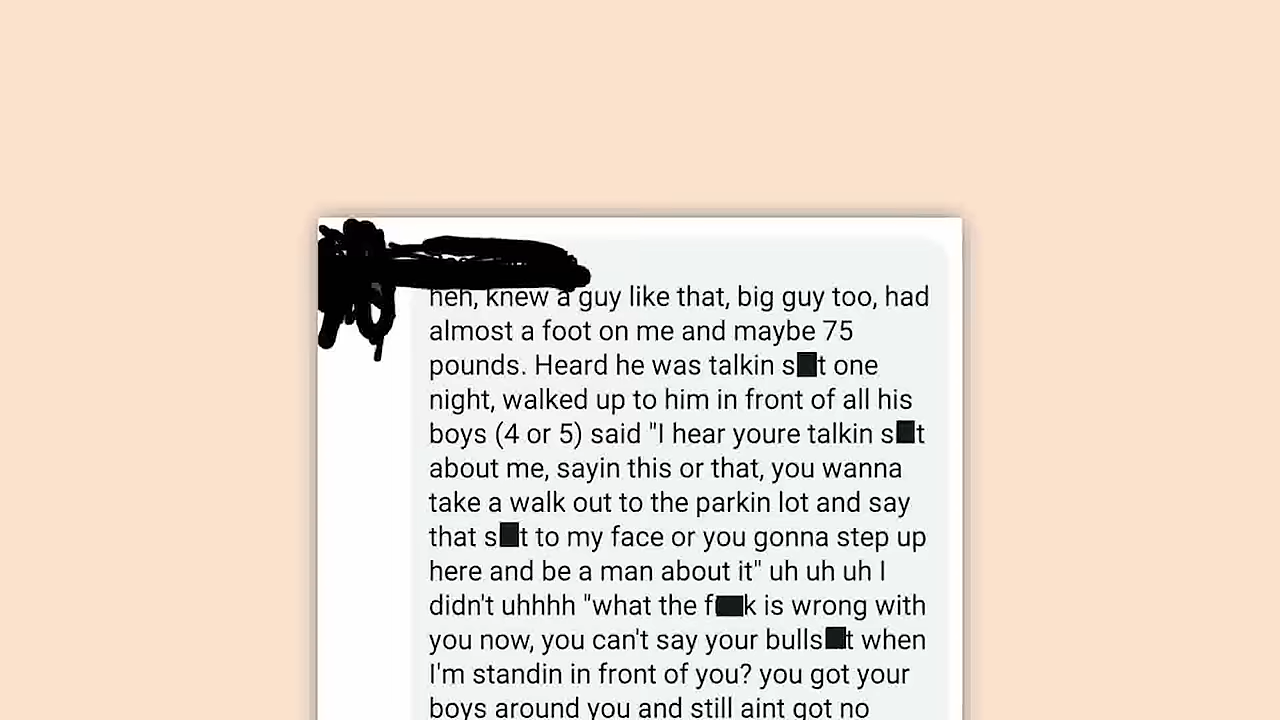 heh, knew a guy like that, big guy too, had
almost a foot on me and maybe 75
pounds. Heard he was talkin s■t one
night, walked up to him in front of all his
boys (4 or 5) said "I hear youre talkin s■t
about me, sayin this or that, you wanna
take a walk out to the parkin lot and say
that s■t to my face or you gonna step up
here and be a man about it" uh uh uh I
didn't uhhhh "what the f■k is wrong with
you now, you can't say your bulls■t when
I'm standin in front of you? you got your
boys around you and still aint got no